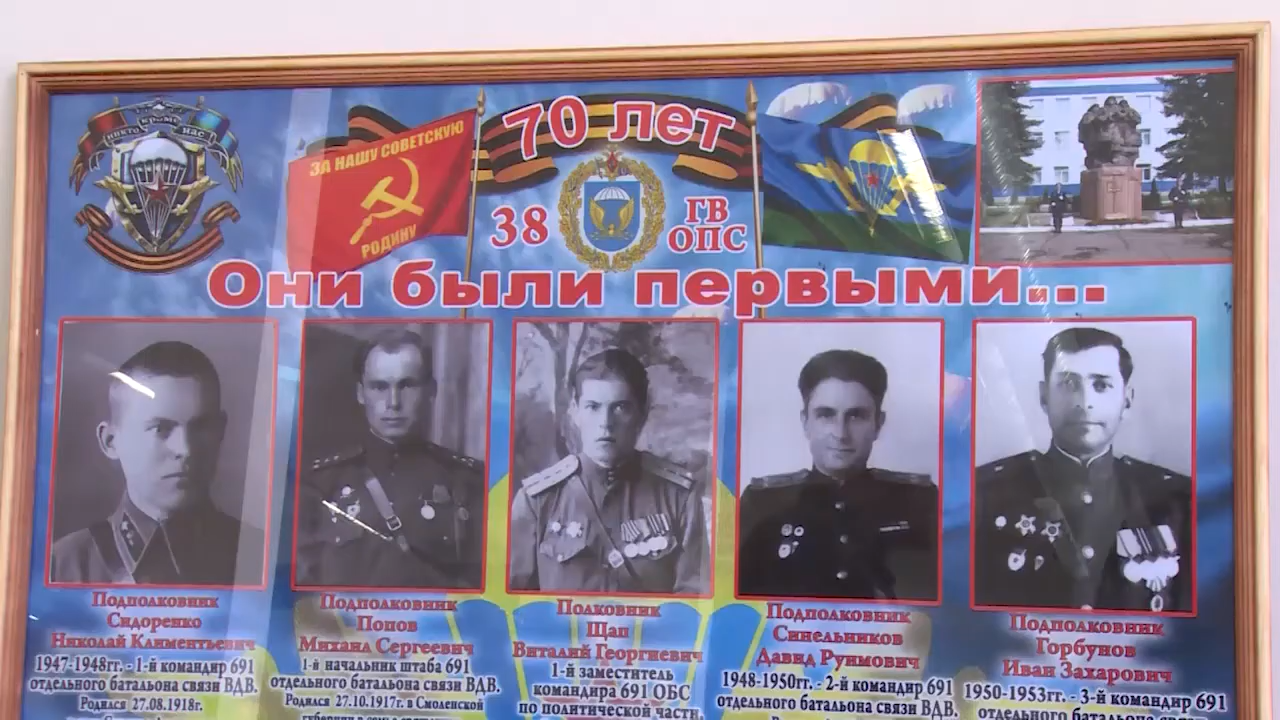 никто кроме нас
ЗА НАШУ СОВЕТСКУЮ
РОДИНУ
70 лет
38
ГВ
ОПС
Они были первыми...
Подполковник
Сидоренко
Николай Климентьевич
1947-1948гг. - 1-й командир 691
отдельного батальона связи ВДВ.
Родился 27.08.1918г.
Подполковник
Попов
Михаил Сергеевич
1-й начальник штаба 691
отдельного батальона связи ВДВ.
Родился 27.10.1917г. в Смоленской
Полковник
Щап
Виталий Георгиевич
1-й заместитель
командира 691 ОБС
по политической части.
Подполковник
Синельников
Давид Руимович
1948-1950гг. - 2-й командир 691
отдельного батальона связи ВДВ.
Подполковник
Горбунов
Иван Захарович
1950-1953гг. - 3-й командир 691
отдельного батальона связи